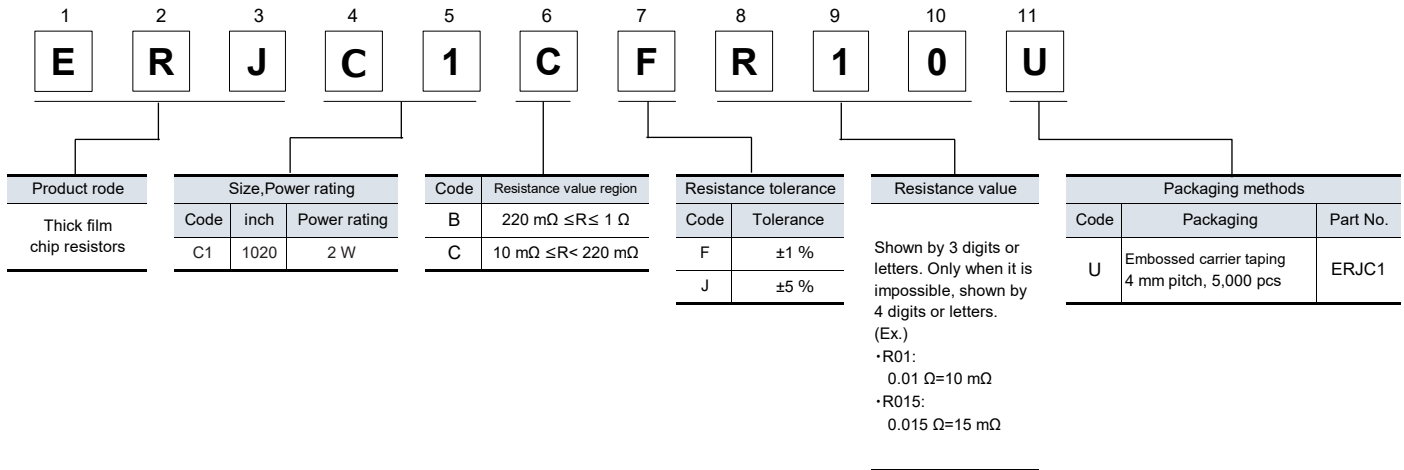 1 2 3 4 5 6 7 8 9 10 11
E R J C 1 C F R 1 0 U
Product rode
Thick film
chip resistors
Size,Power rating
Code inch Power rating
C1 1020 2 W
Code Resistance value region
B 220 mΩ ≤R≤ 1 Ω
C 10 mΩ ≤R< 220 mΩ
Resistance tolerance
Code Tolerance
F ±1 %
J ±5 %
Resistance value
Shown by 3 digits or
letters. Only when it is
impossible, shown by
4 digits or letters.
(Ex.)
・R01:
0.01 Ω=10 mΩ
・R015:
0.015 Ω=15 mΩ
Packaging methods
Code Packaging Part No.
U Embossed carrier taping
4 mm pitch, 5,000 pcs
ERJC1